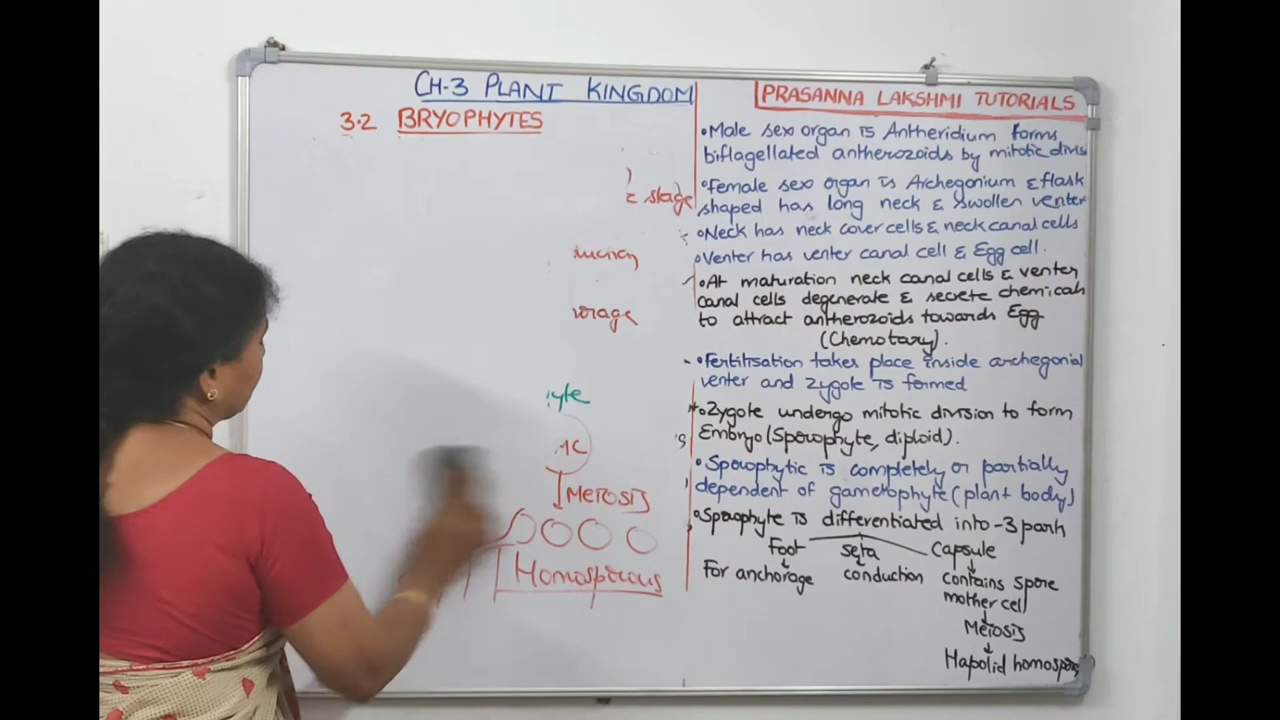 CH-3 PLANT KINGDOM
3.2 BRYOPHYTES
stage
MEIOSIS
Homosporous
PRASANNA LAKSHMI TUTORIALS
•Male sex organ is Antheridium forms
biflagellated antherozoids by mitotic divisi
•Female sex organ is Archegonium & flask
shaped has long neck & swollen venter
•Neck has neck cover cells & neck canal cells
•Venter has venter canal cell & Egg cell.
•At maturation neck canal cells & venter
canal cells degenerate & secrete chemicals
to attract antherozoids towards Egg
(Chemotaxy).
•Fertilisation takes place inside archegonial
venter and Zygote is formed
•Zygote undergo mitotic division to form
Embryo (Sporophyte, diploid).
•Sporophytic is completely or partially
dependent of gametophyte (plant body)
•Sporophyte is differentiated into -3 parts
Foot seta Capsule
For anchorage conduction contains spore
mother cell
Meiosis
Haploid homospores